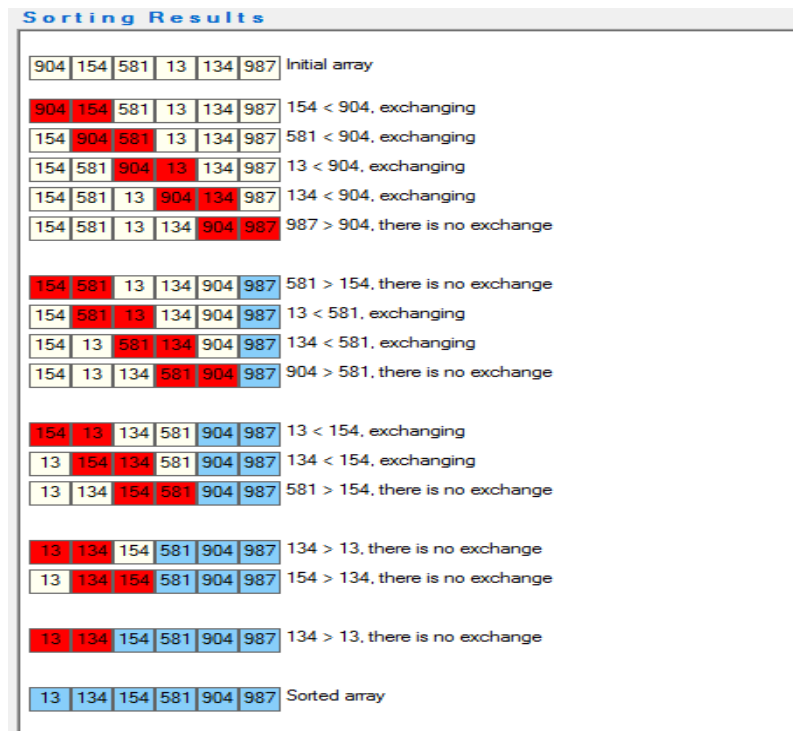 Sorting Results
904 154 581 13 134 987 Initial array
904 154 581 13 134 987 154 < 904, exchanging
154 904 581 13 134 987 581 < 904, exchanging
154 581 904 13 134 987 13 < 904, exchanging
154 581 13 904 134 987 134 < 904, exchanging
154 581 13 134 904 987 987 > 904, there is no exchange
154 581 13 134 904 987 581 > 154, there is no exchange
154 581 13 134 904 987 13 < 581, exchanging
154 13 581 134 904 987 134 < 581, exchanging
154 13 134 581 904 987 904 > 581, there is no exchange
154 13 134 581 904 987 13 < 154, exchanging
13 154 134 581 904 987 134 < 154, exchanging
13 134 154 581 904 987 581 > 154, there is no exchange
13 134 154 581 904 987 134 > 13, there is no exchange
13 134 154 581 904 987 154 > 134, there is no exchange
13 134 154 581 904 987 134 > 13, there is no exchange
13 134 154 581 904 987 Sorted array